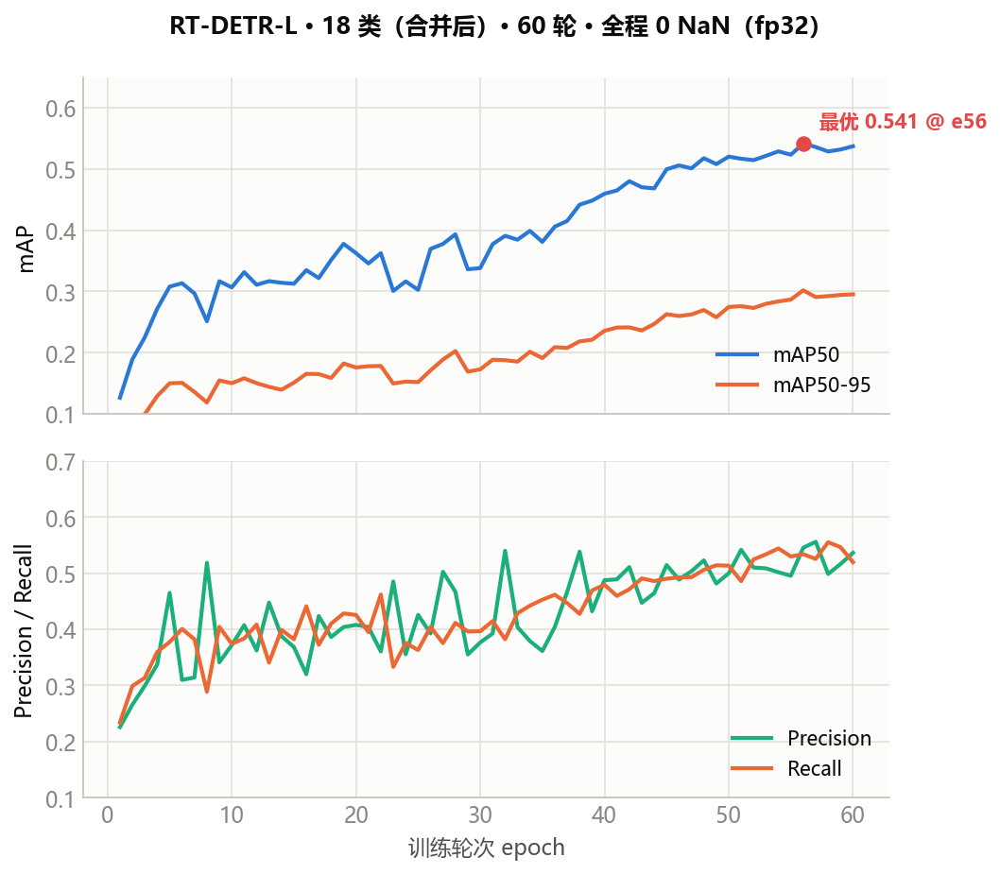 RT-DETR-L • 18 类（合并后）• 60 轮 • 全程 0 NaN（fp32）
0.6
最优 0.541 @ e56
0.5
0.4
mAP
0.3
0.2
mAP50
mAP50-95
0.1
0.7
0.6
0.5
0.4
Precision / Recall
0.3
0.2
Precision
Recall
0.1
0 10 20 30 40 50 60
训练轮次 epoch